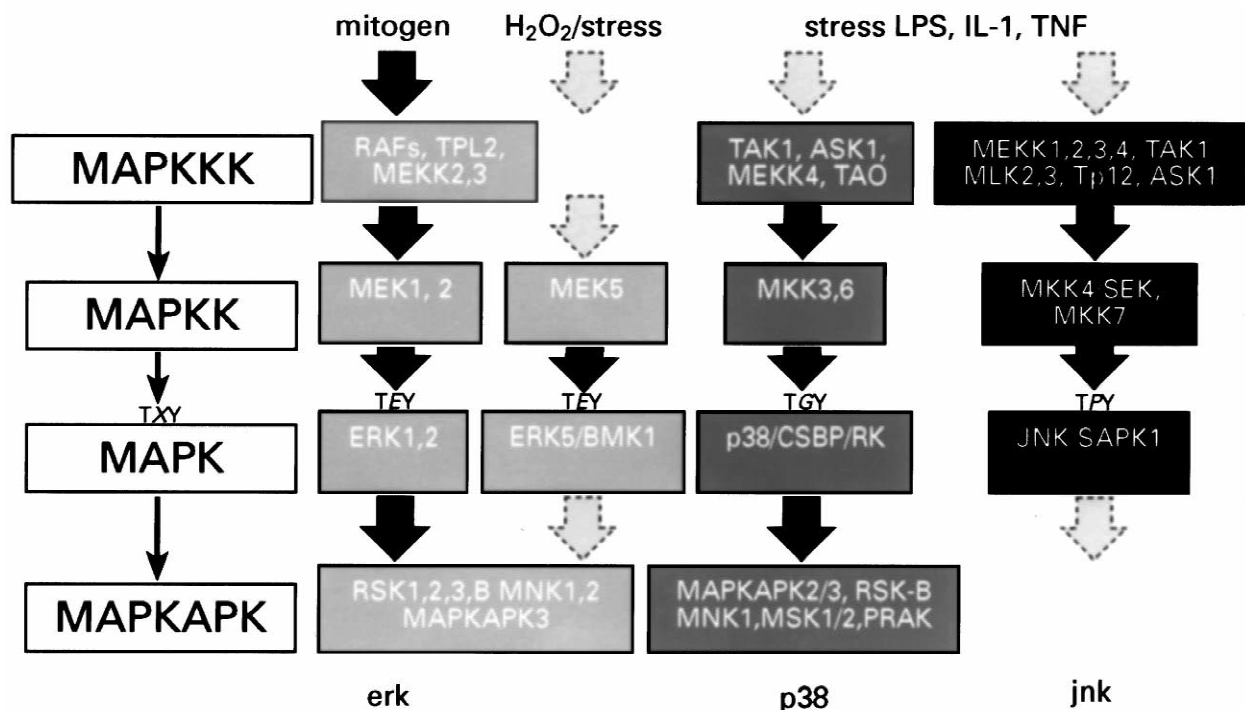 mitogen
H₂O₂/stress
stress LPS, IL-1, TNF
MAPKKK
RAFs, TPL2,
MEKK2,3
TAK1, ASK1,
MEKK4, TAO
MEKK1,2,3,4, TAK1
MLK2,3, Tp12, ASK1
MAPKK
MEK1, 2
MEK5
MKK3,6
MKK4 SEK,
MKK7
TXY
TEY
TEY
TGY
TPY
MAPK
ERK1,2
ERK5/BMK1
p38/CSBP/RK
JNK SAPK1
MAPKAPK
RSK1,2,3,B MNK1,2
MAPKAPK3
MAPKAPK2/3, RSK-B
MNK1,MSK1/2,PRAK
erk
p38
jnk